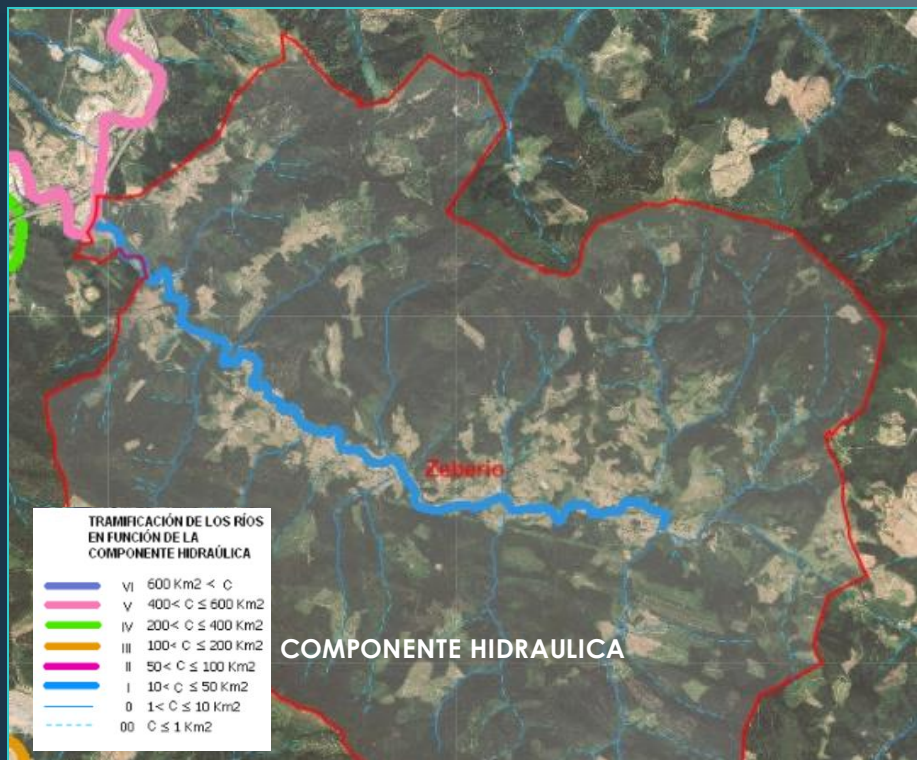 Zeberio
TRAMIFICACIÓN DE LOS RÍOS
EN FUNCIÓN DE LA
COMPONENTE HIDRAÚLICA
VI 600 Km2 < C
V 400< C ≤ 600 Km2
IV 200< C ≤ 400 Km2
III 100< C ≤ 200 Km2
II 50< C ≤ 100 Km2
I 10< C ≤ 50 Km2
0 1< C ≤ 10 Km2
00 C ≤ 1 Km2
COMPONENTE HIDRAULICA